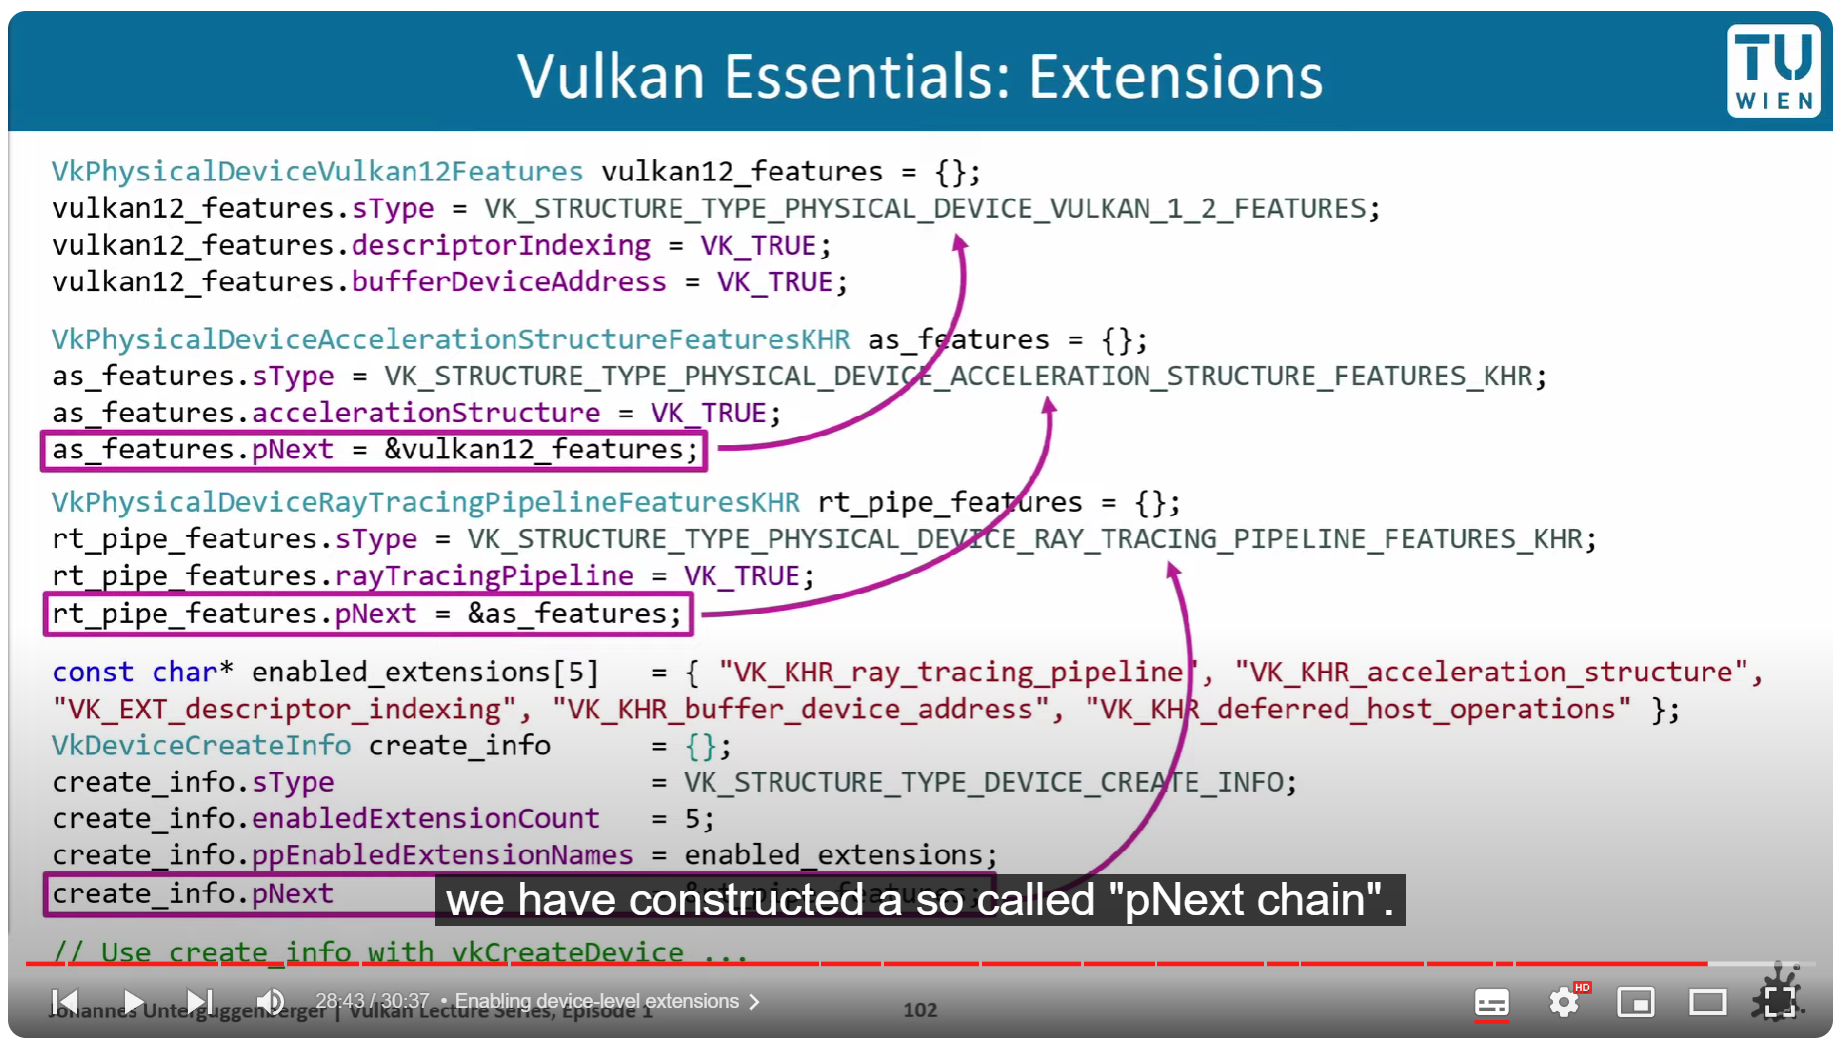 Vulkan Essentials: Extensions
TU
WIEN
VkPhysicalDeviceVulkan12Features vulkan12_features = {};
vulkan12_features.sType = VK_STRUCTURE_TYPE_PHYSICAL_DEVICE_VULKAN_1_2_FEATURES;
vulkan12_features.descriptorIndexing = VK_TRUE;
vulkan12_features.bufferDeviceAddress = VK_TRUE;
VkPhysicalDeviceAccelerationStructureFeaturesKHR as_features = {};
as_features.sType = VK_STRUCTURE_TYPE_PHYSICAL_DEVICE_ACCELERATION_STRUCTURE_FEATURES_KHR;
as_features.accelerationStructure = VK_TRUE;
as_features.pNext = &vulkan12_features;
VkPhysicalDeviceRayTracingPipelineFeaturesKHR rt_pipe_features = {};
rt_pipe_features.sType = VK_STRUCTURE_TYPE_PHYSICAL_DEVICE_RAY_TRACING_PIPELINE_FEATURES_KHR;
rt_pipe_features.rayTracingPipeline = VK_TRUE;
rt_pipe_features.pNext = &as_features;
const char* enabled_extensions[5] = { "VK_KHR_ray_tracing_pipeline", "VK_KHR_acceleration_structure",
"VK_EXT_descriptor_indexing", "VK_KHR_buffer_device_address", "VK_KHR_deferred_host_operations" };
VkDeviceCreateInfo create_info = {};
create_info.sType = VK_STRUCTURE_TYPE_DEVICE_CREATE_INFO;
create_info.enabledExtensionCount = 5;
create_info.ppEnabledExtensionNames = enabled_extensions;
create_info.pNext = &rt_pipe_features;
we have constructed a so called "pNext chain".
// Use create_info with vkCreateDevice ...
28:43 / 30:37 • Enabling device-level extensions
HD
Johannes Unterguggenberger | Vulkan Lecture Series, Episode 1
102